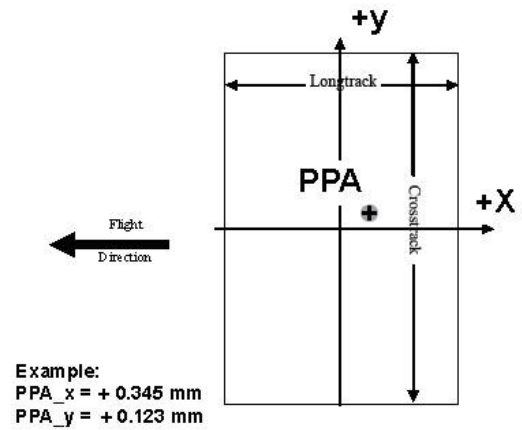 +y
Longtrack
PPA
Crosstrack
+X
Flight
Direction
Example:
PPA_x = + 0.345 mm
PPA_y = + 0.123 mm